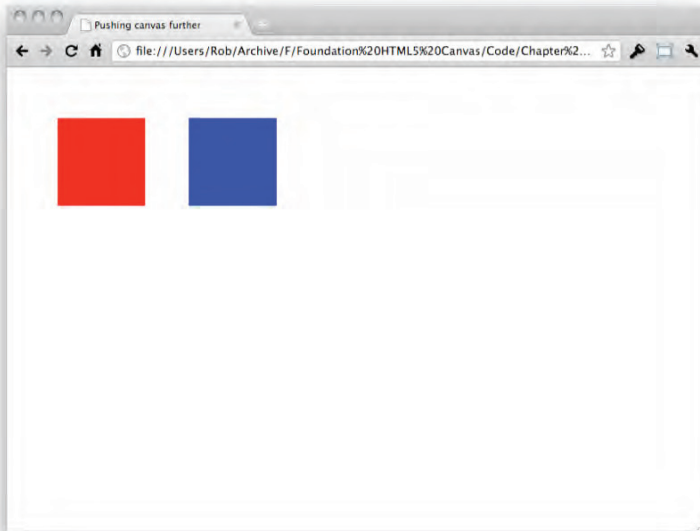 Pushing canvas further
file:///Users/Rob/Archive/F/Foundation%20HTML5%20Canvas/Code/Chapter%2...